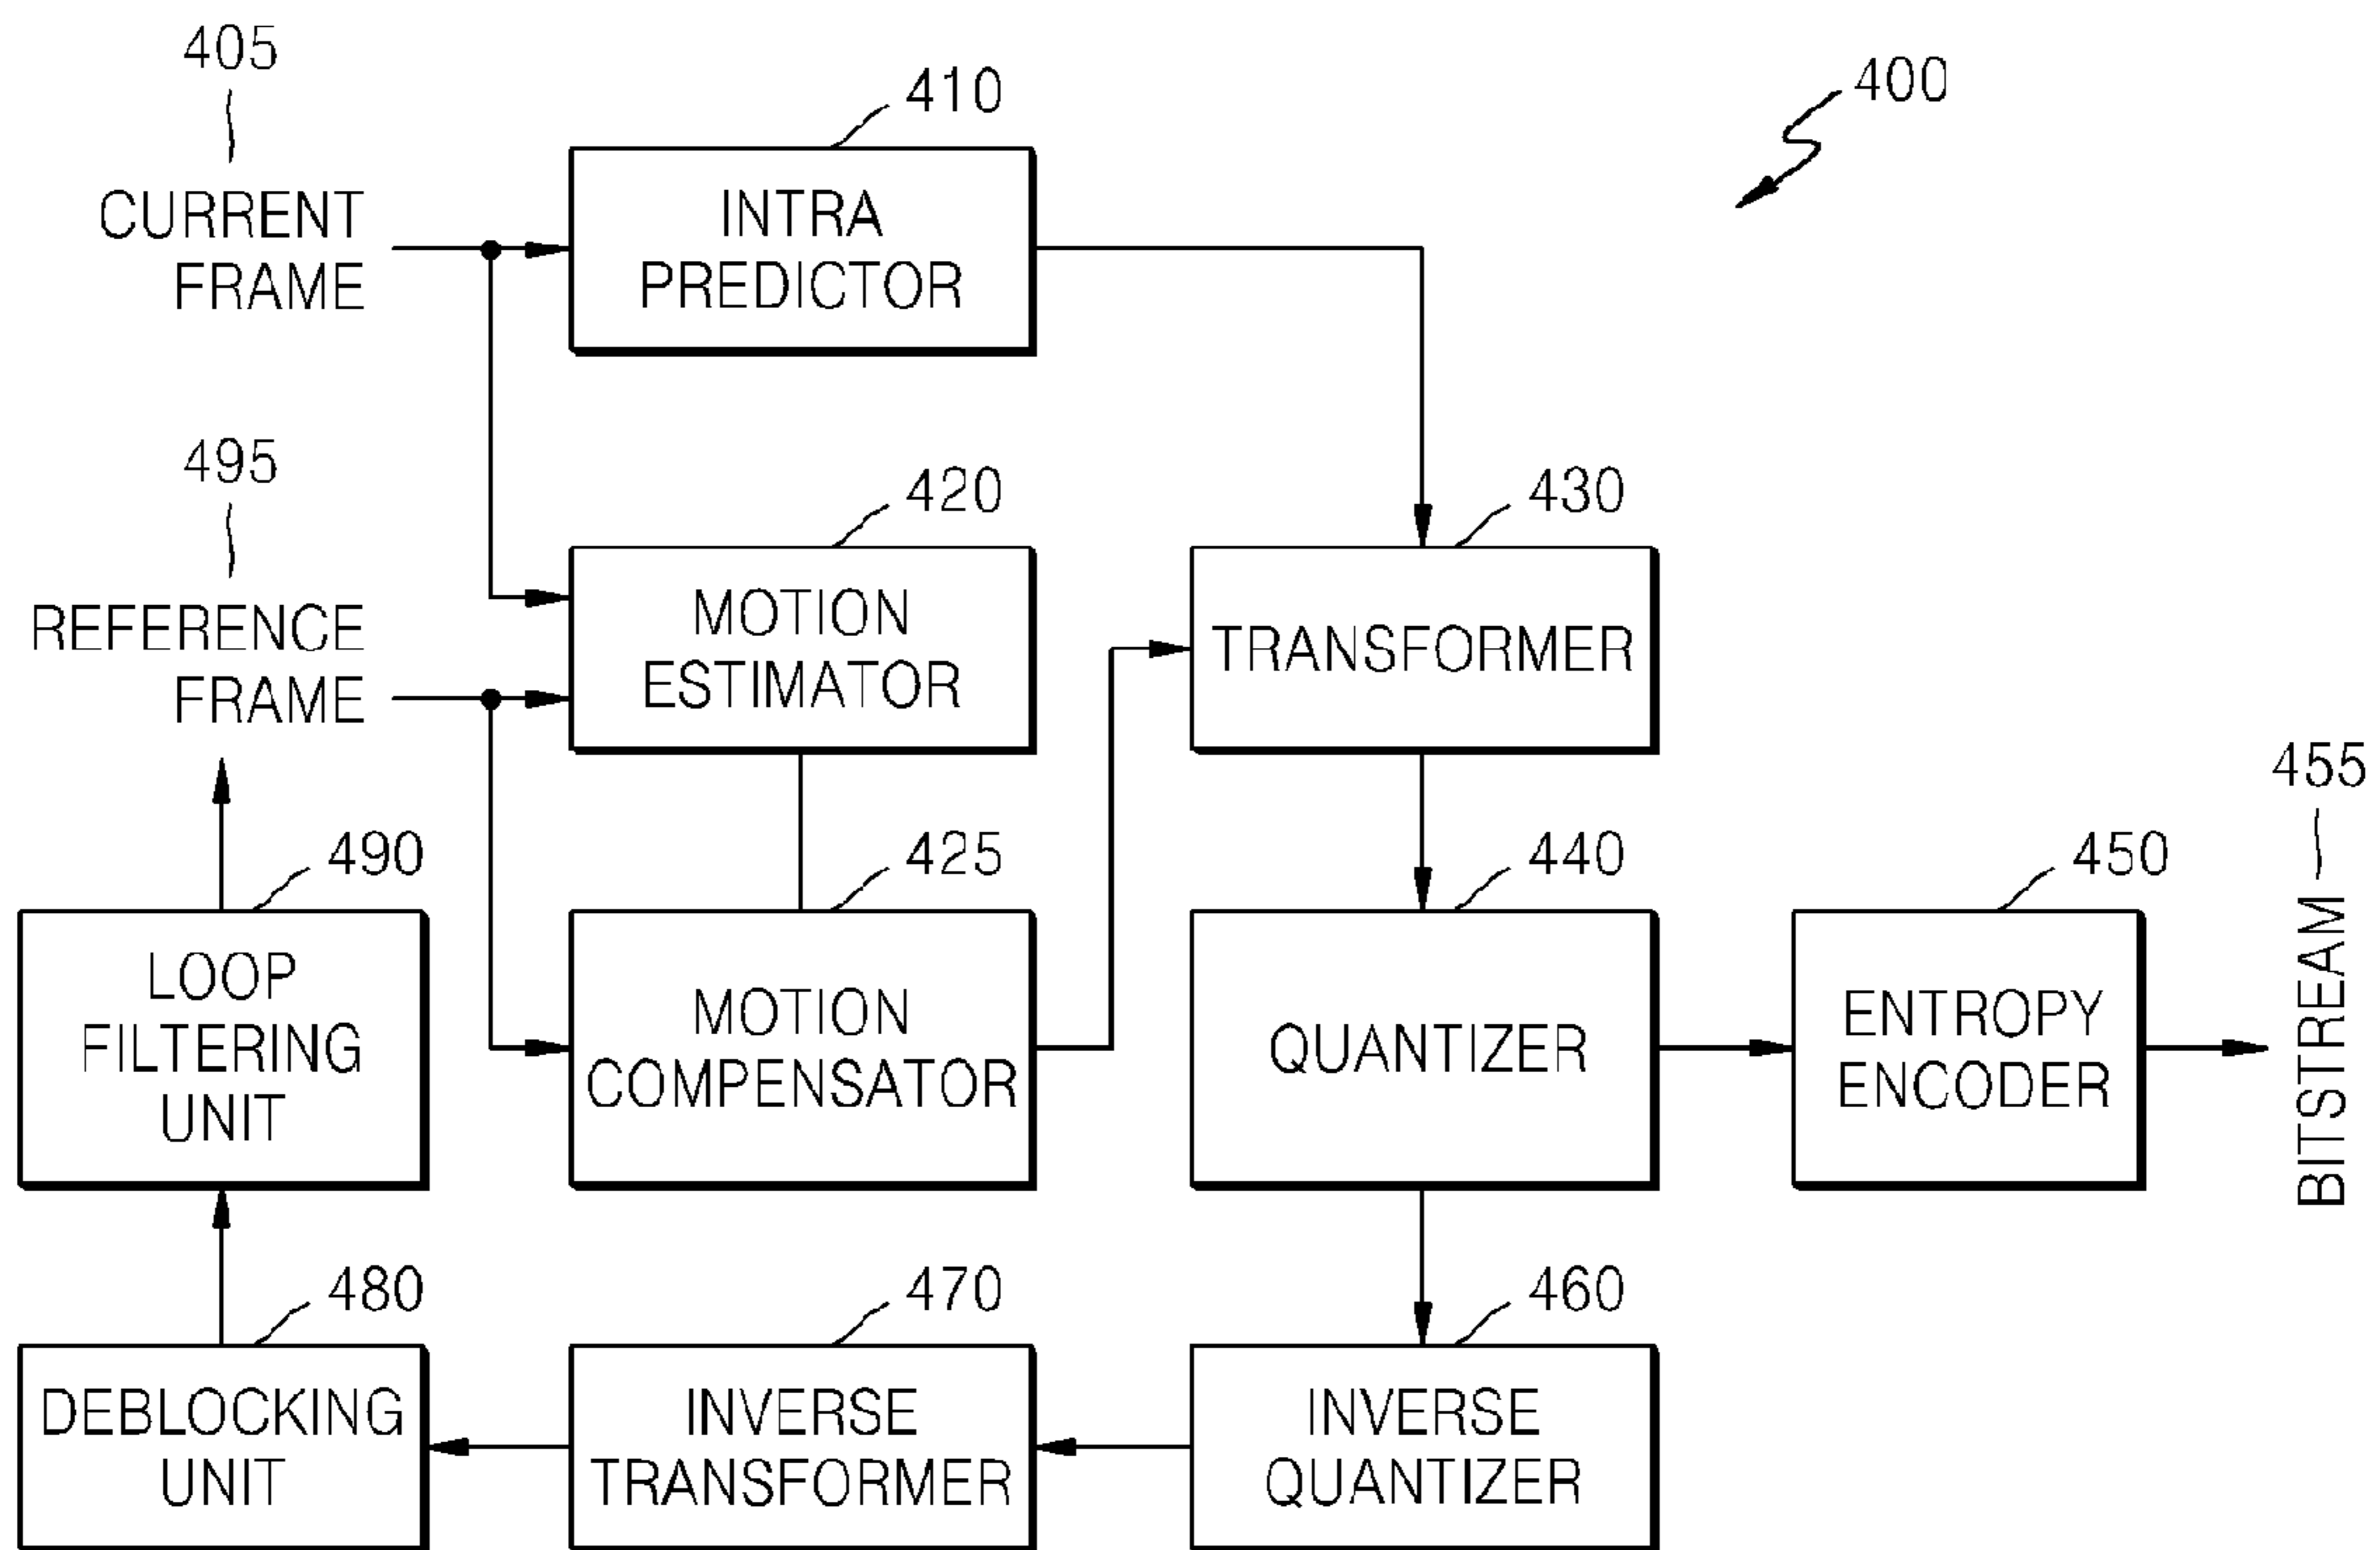 405
CURRENT
FRAME
410
INTRA
PREDICTOR
400
495
REFERENCE
FRAME
420
MOTION
ESTIMATOR
430
TRANSFORMER
490
LOOP
FILTERING
UNIT
425
MOTION
COMPENSATOR
440
QUANTIZER
450
ENTROPY
ENCODER
455
BITSTREAM
480
DEBLOCKING
UNIT
470
INVERSE
TRANSFORMER
460
INVERSE
QUANTIZER